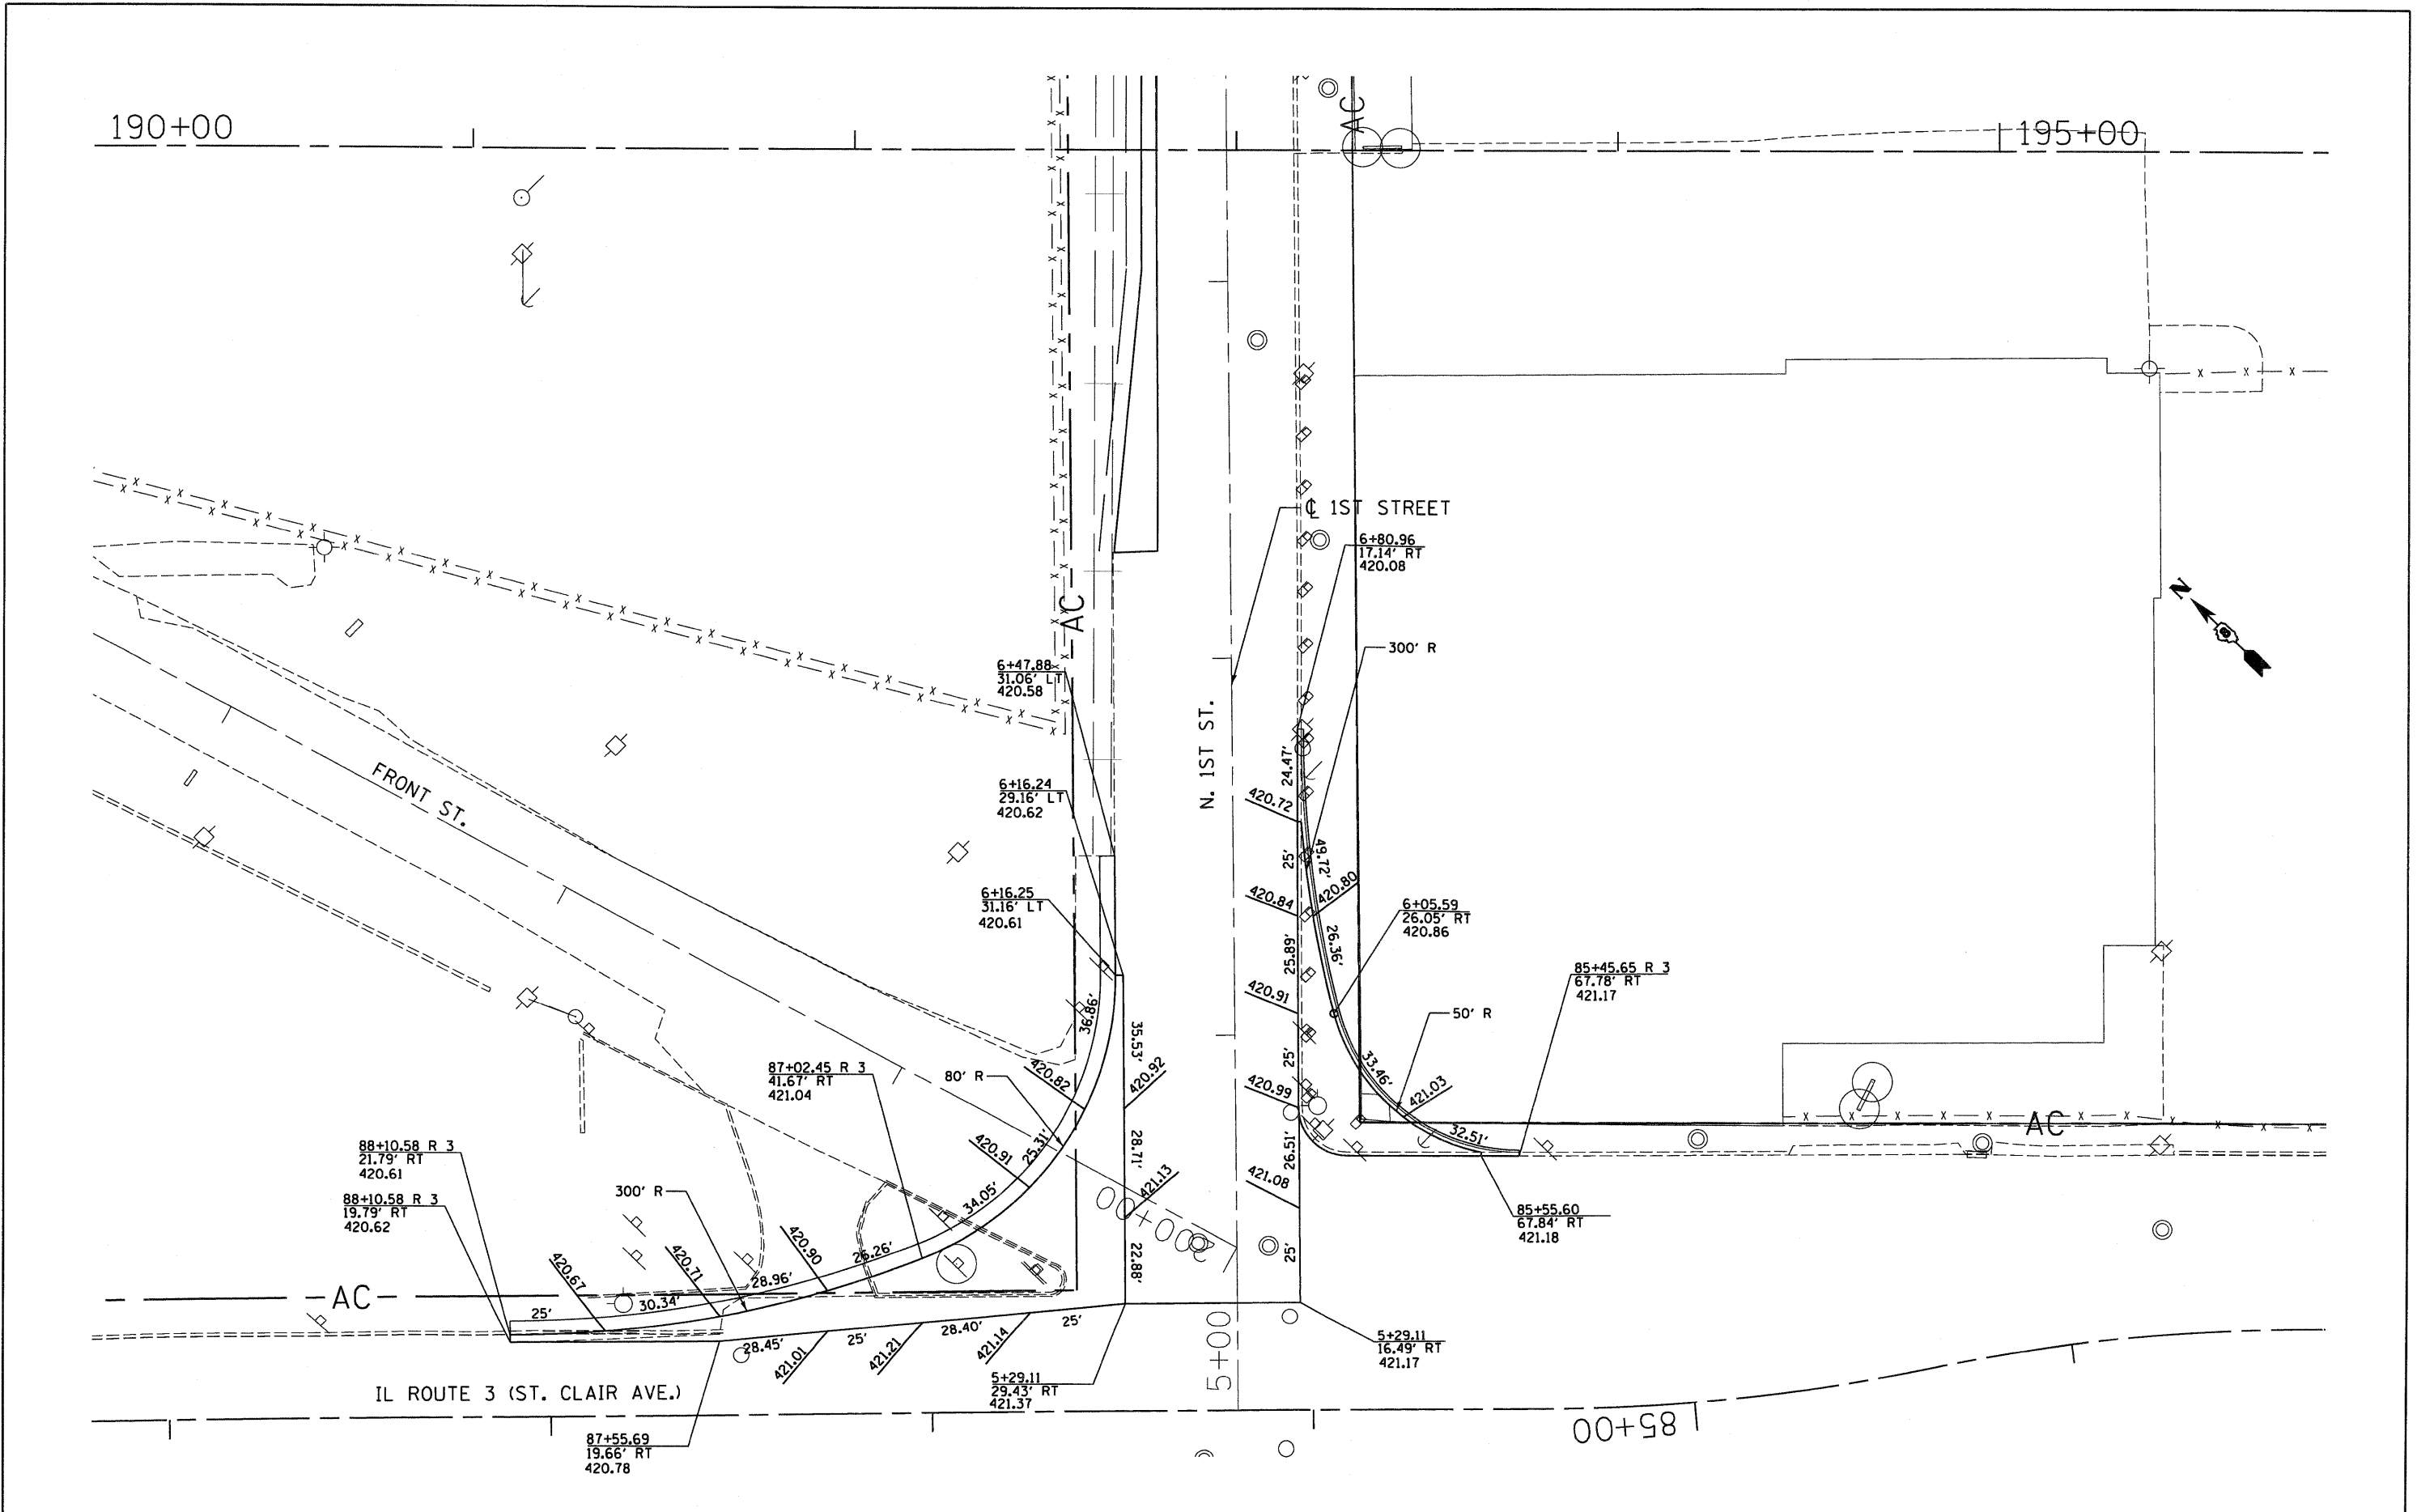 190+00
195+00
AC
℄ 1ST STREET
6+80.96
17.14' RT
420.08
N
8
300' R
AC
6+47.88
31.06' LT
420.58
N. 1ST ST.
FRONT ST.
24.47'
420.72
6+16.24
29.16' LT
420.62
49.72'
25'
420.80
420.84
6+16.25
31.16' LT
420.61
6+05.59
26.05' RT
420.86
26.36'
25.89'
85+45.65 R 3
67.78' RT
421.17
420.91
50' R
36.86'
35.53'
25'
33.46'
87+02.45 R 3
41.67' RT
421.04
80' R
420.82
420.92
420.99
421.03
AC
32.51'
88+10.58 R 3
21.79' RT
420.61
420.91
25.31'
28.71'
26.51'
88+10.58 R 3
19.79' RT
420.62
300' R
34.05'
421.13
421.08
200+00
85+55.60
67.84' RT
421.18
420.67
420.71
420.90
26.26'
28.96'
30.34'
25'
22.88'
25'
AC
28.45'
25'
28.40'
25'
421.01
421.21
421.14
5+00
5+29.11
16.49' RT
421.17
5+29.11
29.43' RT
421.37
IL ROUTE 3 (ST. CLAIR AVE.)
85+00
87+55.69
19.66' RT
420.78